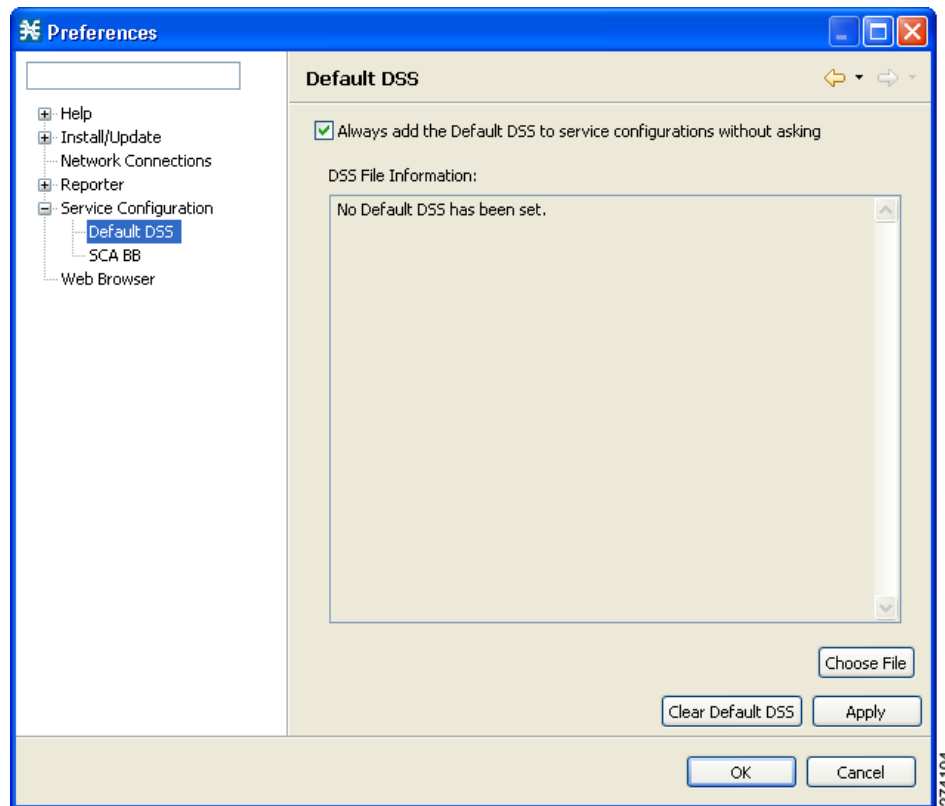 Preferences
Default DSS
Help
Install/Update
Network Connections
Reporter
Service Configuration
Default DSS
SCA BB
Web Browser
Always add the Default DSS to service configurations without asking
DSS File Information:
No Default DSS has been set.
Choose File
Clear Default DSS
Apply
OK
Cancel